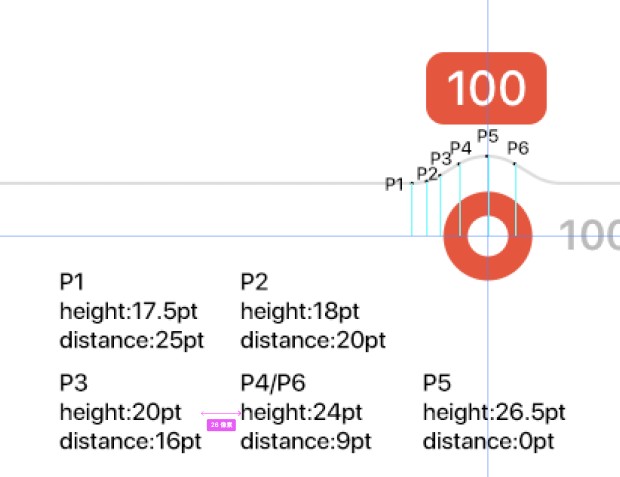 100
P5
P4
P6
P3
P2
P1
100
P1
height:17.5pt
distance:25pt
P2
height:18pt
distance:20pt
P3
height:20pt
distance:16pt
P4/P6
height:24pt
distance:9pt
P5
height:26.5pt
distance:0pt